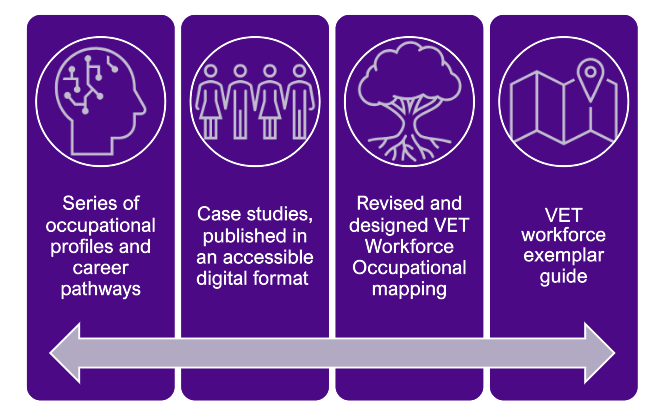 Series of
occupational
profiles and
career
pathways
Case studies,
published in
an accessible
digital format
Revised and
designed VET
Workforce
Occupational
mapping
VET
workforce
exemplar
guide